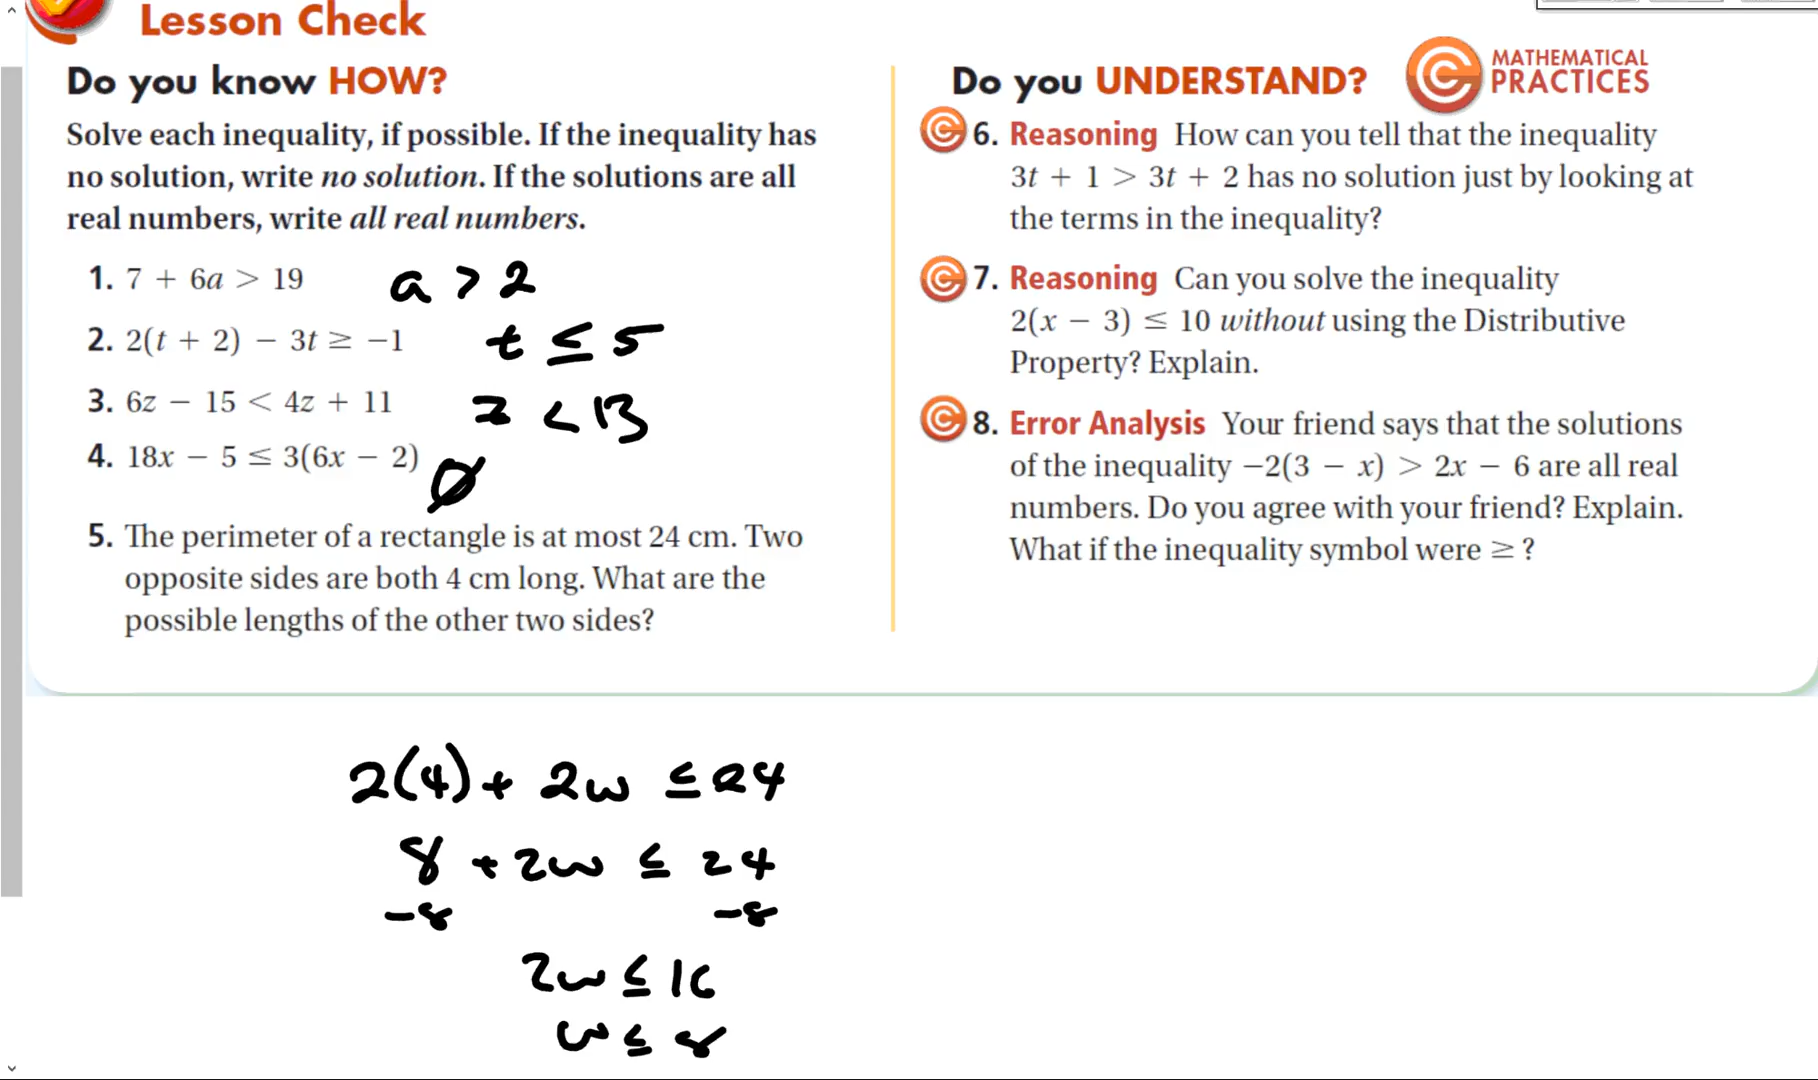 Lesson Check
Do you know HOW?
Solve each inequality, if possible. If the inequality has
no solution, write no solution. If the solutions are all
real numbers, write all real numbers.
1. 7 + 6a > 19 a > 2
2. 2(t + 2) − 3t ≥ −1 t ≤ 5
3. 6z − 15 < 4z + 11 z < 13
4. 18x − 5 ≤ 3(6x − 2) Ø
5. The perimeter of a rectangle is at most 24 cm. Two
opposite sides are both 4 cm long. What are the
possible lengths of the other two sides?
Do you UNDERSTAND?
MATHEMATICAL
PRACTICES
6. Reasoning How can you tell that the inequality
3t + 1 > 3t + 2 has no solution just by looking at
the terms in the inequality?
7. Reasoning Can you solve the inequality
2(x − 3) ≤ 10 without using the Distributive
Property? Explain.
8. Error Analysis Your friend says that the solutions
of the inequality −2(3 − x) > 2x − 6 are all real
numbers. Do you agree with your friend? Explain.
What if the inequality symbol were ≥ ?
2(4) + 2w ≤ 24
8 + 2w ≤ 24
−8 −8
2w ≤ 16
w ≤ 8